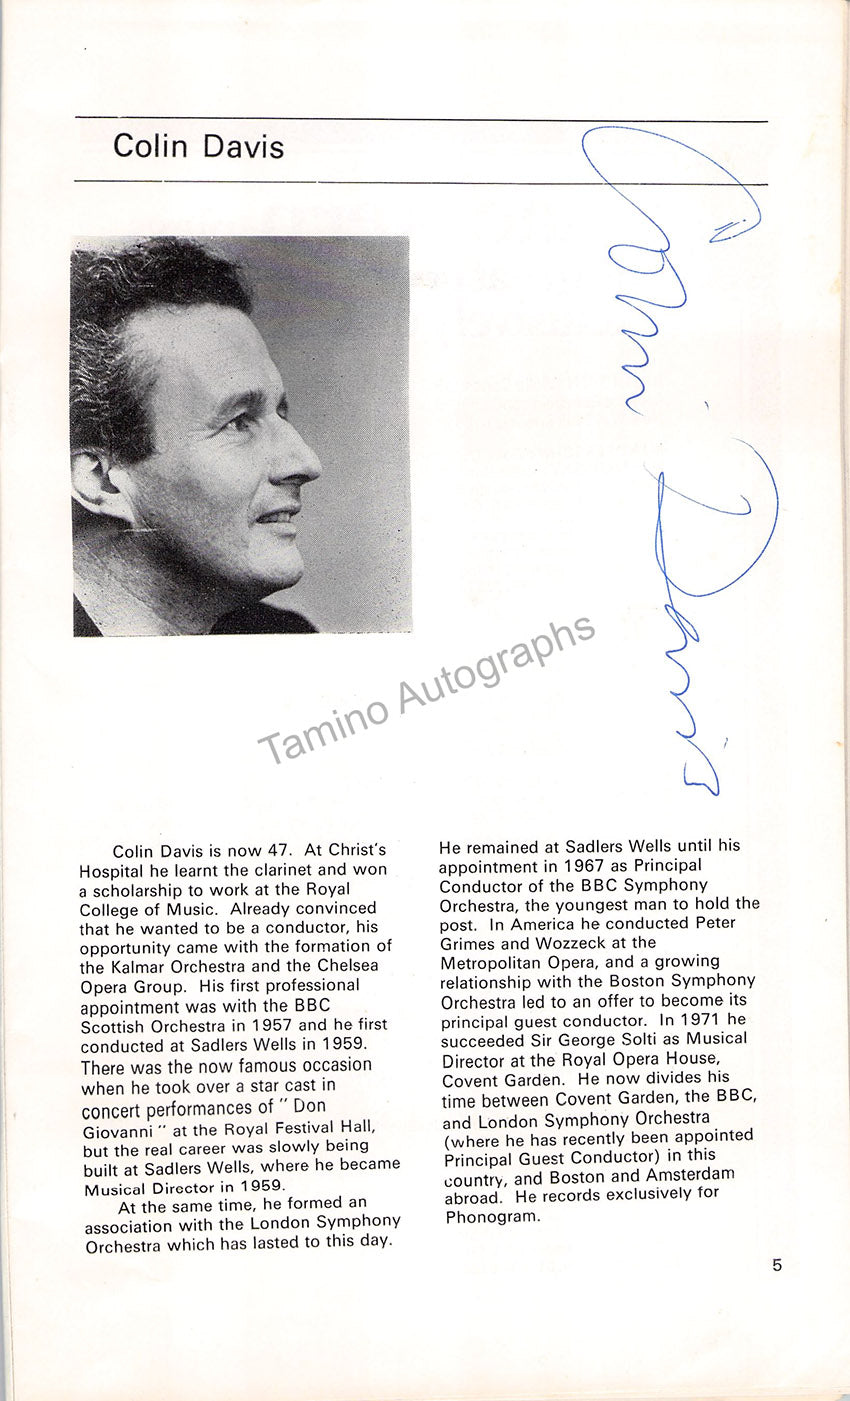 Colin Davis
Colin Davis
Tamino Autographs
Colin Davis is now 47. At Christ's
Hospital he learnt the clarinet and won
a scholarship to work at the Royal
College of Music. Already convinced
that he wanted to be a conductor, his
opportunity came with the formation of
the Kalmar Orchestra and the Chelsea
Opera Group. His first professional
appointment was with the BBC
Scottish Orchestra in 1957 and he first
conducted at Sadlers Wells in 1959.
There was the now famous occasion
when he took over a star cast in
concert performances of " Don
Giovanni " at the Royal Festival Hall,
but the real career was slowly being
built at Sadlers Wells, where he became
Musical Director in 1959.
At the same time, he formed an
association with the London Symphony
Orchestra which has lasted to this day.
He remained at Sadlers Wells until his
appointment in 1967 as Principal
Conductor of the BBC Symphony
Orchestra, the youngest man to hold the
post. In America he conducted Peter
Grimes and Wozzeck at the
Metropolitan Opera, and a growing
relationship with the Boston Symphony
Orchestra led to an offer to become its
principal guest conductor. In 1971 he
succeeded Sir George Solti as Musical
Director at the Royal Opera House,
Covent Garden. He now divides his
time between Covent Garden, the BBC,
and London Symphony Orchestra
(where he has recently been appointed
Principal Guest Conductor) in this
country, and Boston and Amsterdam
abroad. He records exclusively for
Phonogram.
5